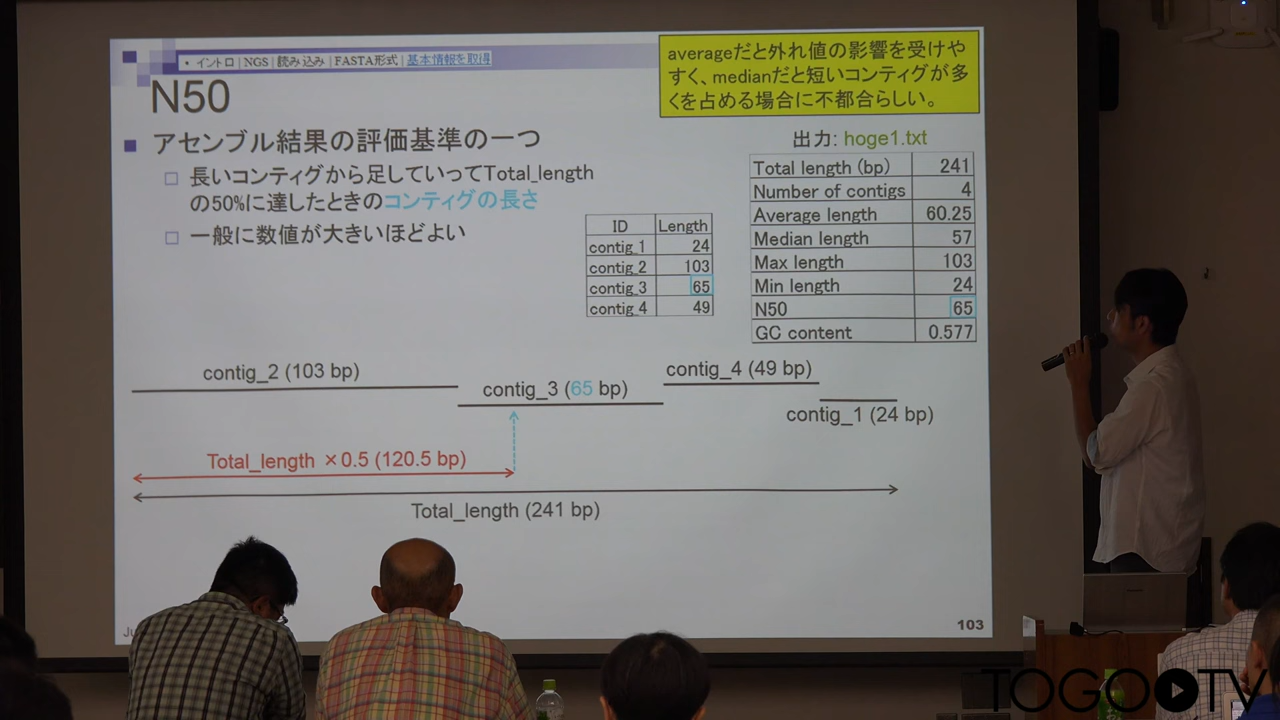 • イントロ | NGS | 読み込み | FASTA形式 | 基本情報を取得
N50
averageだと外れ値の影響を受けや
すく、medianだと短いコンティグが多
くを占める場合に不都合らしい。
アセンブル結果の評価基準の一つ
長いコンティグから足していってTotal_length
の50%に達したときのコンティグの長さ
一般に数値が大きいほどよい
ID Length
contig_1 24
contig_2 103
contig_3 65
contig_4 49
出力: hoge1.txt
Total length (bp) 241
Number of contigs 4
Average length 60.25
Median length 57
Max length 103
Min length 24
N50 65
GC content 0.577
contig_2 (103 bp)
contig_3 (65 bp)
contig_4 (49 bp)
contig_1 (24 bp)
Total_length ×0.5 (120.5 bp)
Total_length (241 bp)
103
TOGOTV